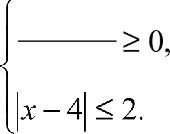 ≥ 0,
|x − 4| ≤ 2.